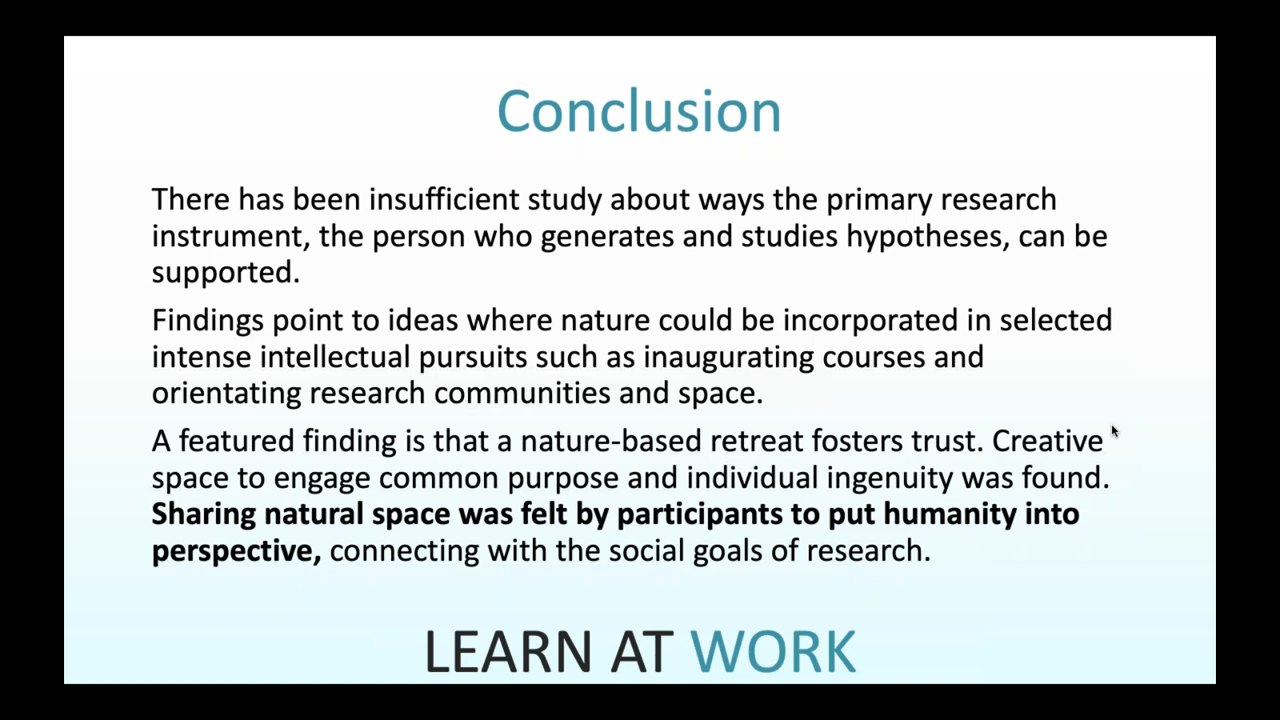 Conclusion
There has been insufficient study about ways the primary research
instrument, the person who generates and studies hypotheses, can be
supported.
Findings point to ideas where nature could be incorporated in selected
intense intellectual pursuits such as inaugurating courses and
orientating research communities and space.
A featured finding is that a nature-based retreat fosters trust. Creative
space to engage common purpose and individual ingenuity was found.
Sharing natural space was felt by participants to put humanity into
perspective, connecting with the social goals of research.
LEARN AT WORK